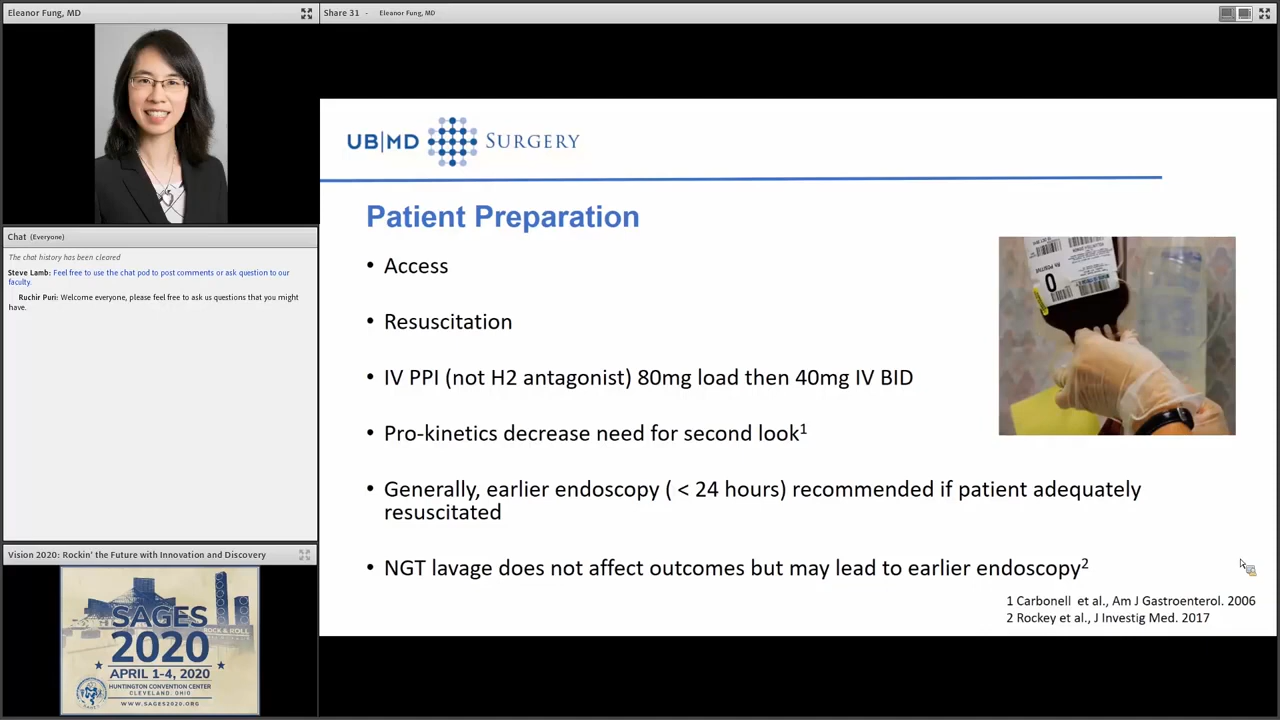 Eleanor Fung, MD
Share 31 - Eleanor Fung, MD
Chat (Everyone)
The chat history has been cleared
Steve Lamb: Feel free to use the chat pod to post comments or ask question to our
faculty.
Ruchir Puri: Welcome everyone, please feel free to ask us questions that you might
have.
Vision 2020: Rockin' the Future with Innovation and Discovery
SAGES
ROCK & ROLL
2020
APRIL 1-4, 2020
HUNTINGTON CONVENTION CENTER
CLEVELAND, OHIO
WWW.SAGES2020.ORG
UB|MD SURGERY
Patient Preparation
• Access
• Resuscitation
• IV PPI (not H2 antagonist) 80mg load then 40mg IV BID
• Pro-kinetics decrease need for second look1
• Generally, earlier endoscopy ( < 24 hours) recommended if patient adequately
resuscitated
• NGT lavage does not affect outcomes but may lead to earlier endoscopy2
1 Carbonell et al., Am J Gastroenterol. 2006
2 Rockey et al., J Investig Med. 2017
O
Rh POSITIVE